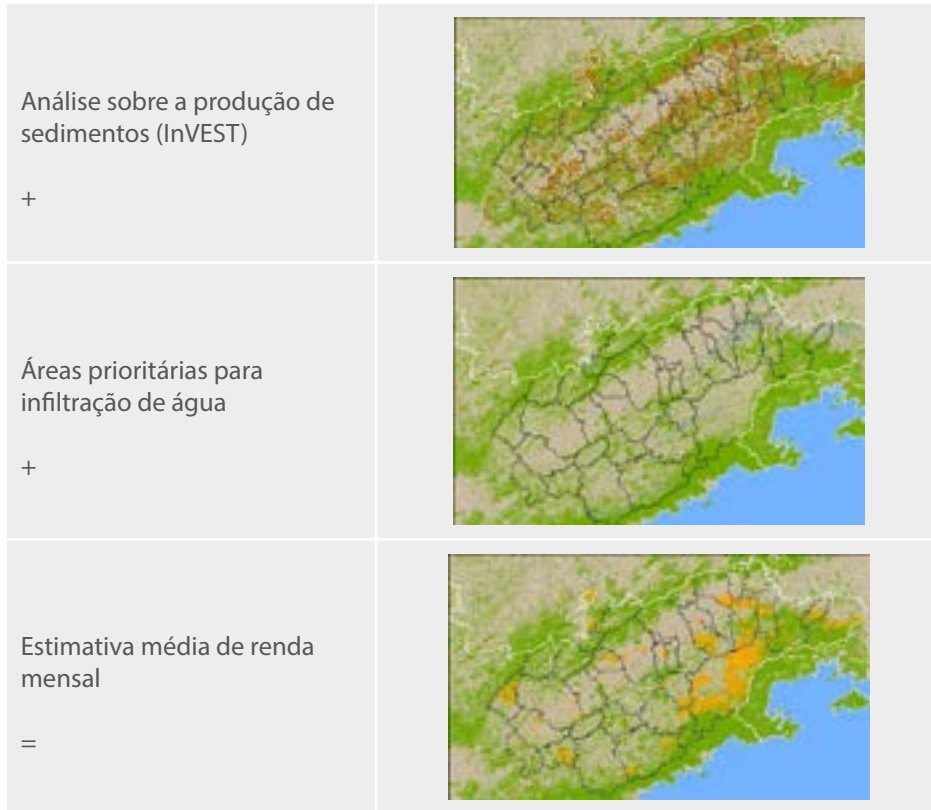 Análise sobre a produção de
sedimentos (InVEST)
+
Áreas prioritárias para
infiltração de água
+
Estimativa média de renda
mensal
=